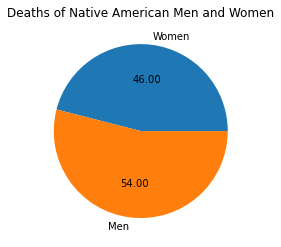 Deaths of Native American Men and Women
Women
46.00
54.00
Men